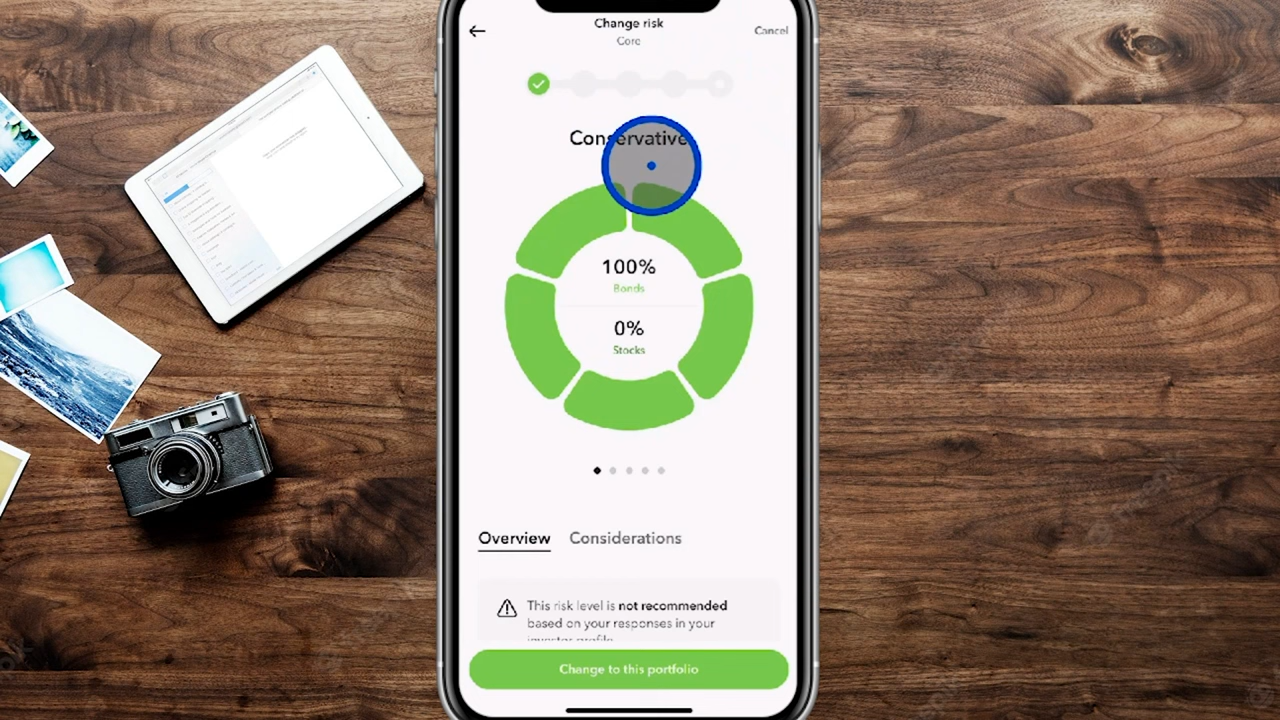 Change risk
Cancel
Core
Conservative
100%
Bonds
0%
Stocks
Overview
Considerations
This risk level is not recommended
based on your responses in your
investor profile
Change to this portfolio